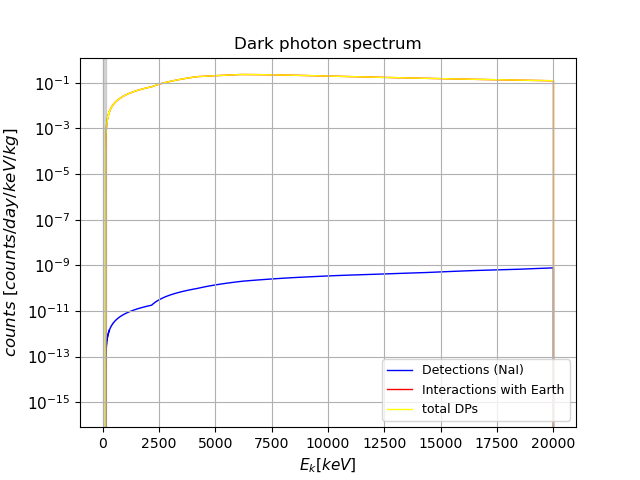 Dark photon spectrum
counts [counts/day/keV/kg]
10⁻¹
10⁻³
10⁻⁵
10⁻⁷
10⁻⁹
10⁻¹¹
10⁻¹³
10⁻¹⁵
Detections (NaI)
Interactions with Earth
total DPs
0 2500 5000 7500 10000 12500 15000 17500 20000
Eₖ[keV]